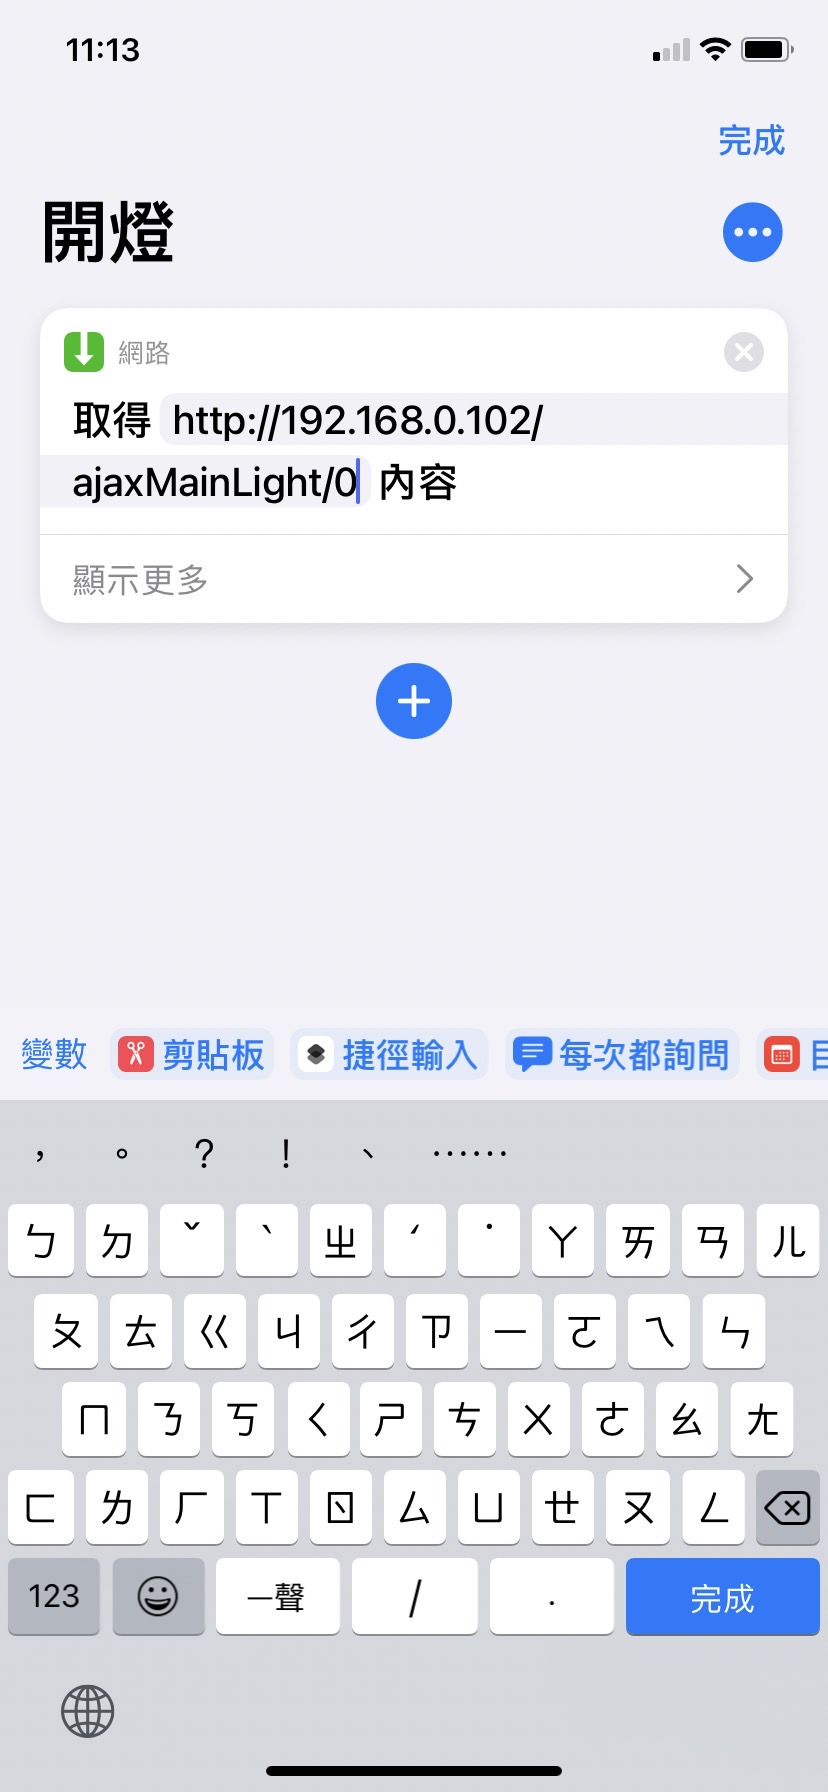 11:13
完成
開燈
網路
取得 http://192.168.0.102/
ajaxMainLight/0 內容
顯示更多
變數 剪貼板 捷徑輸入 每次都詢問
， 。 ? ! 、 ⋯⋯
ㄅ ㄉ ˇ ˋ ㄓ ˊ ˙ ㄚ ㄞ ㄢ ㄦ
ㄆ ㄊ ㄍ ㄐ ㄔ ㄗ ㄧ ㄛ ㄟ ㄣ
ㄇ ㄋ ㄎ ㄑ ㄕ ㄘ ㄨ ㄜ ㄠ ㄤ
ㄈ ㄌ ㄏ ㄒ ㄖ ㄙ ㄩ ㄝ ㄡ ㄥ
123 一聲 / . 完成